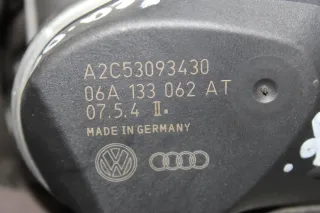 A2C53093430
06A 133 062 AT
07.5.4 II.
MADE IN GERMANY